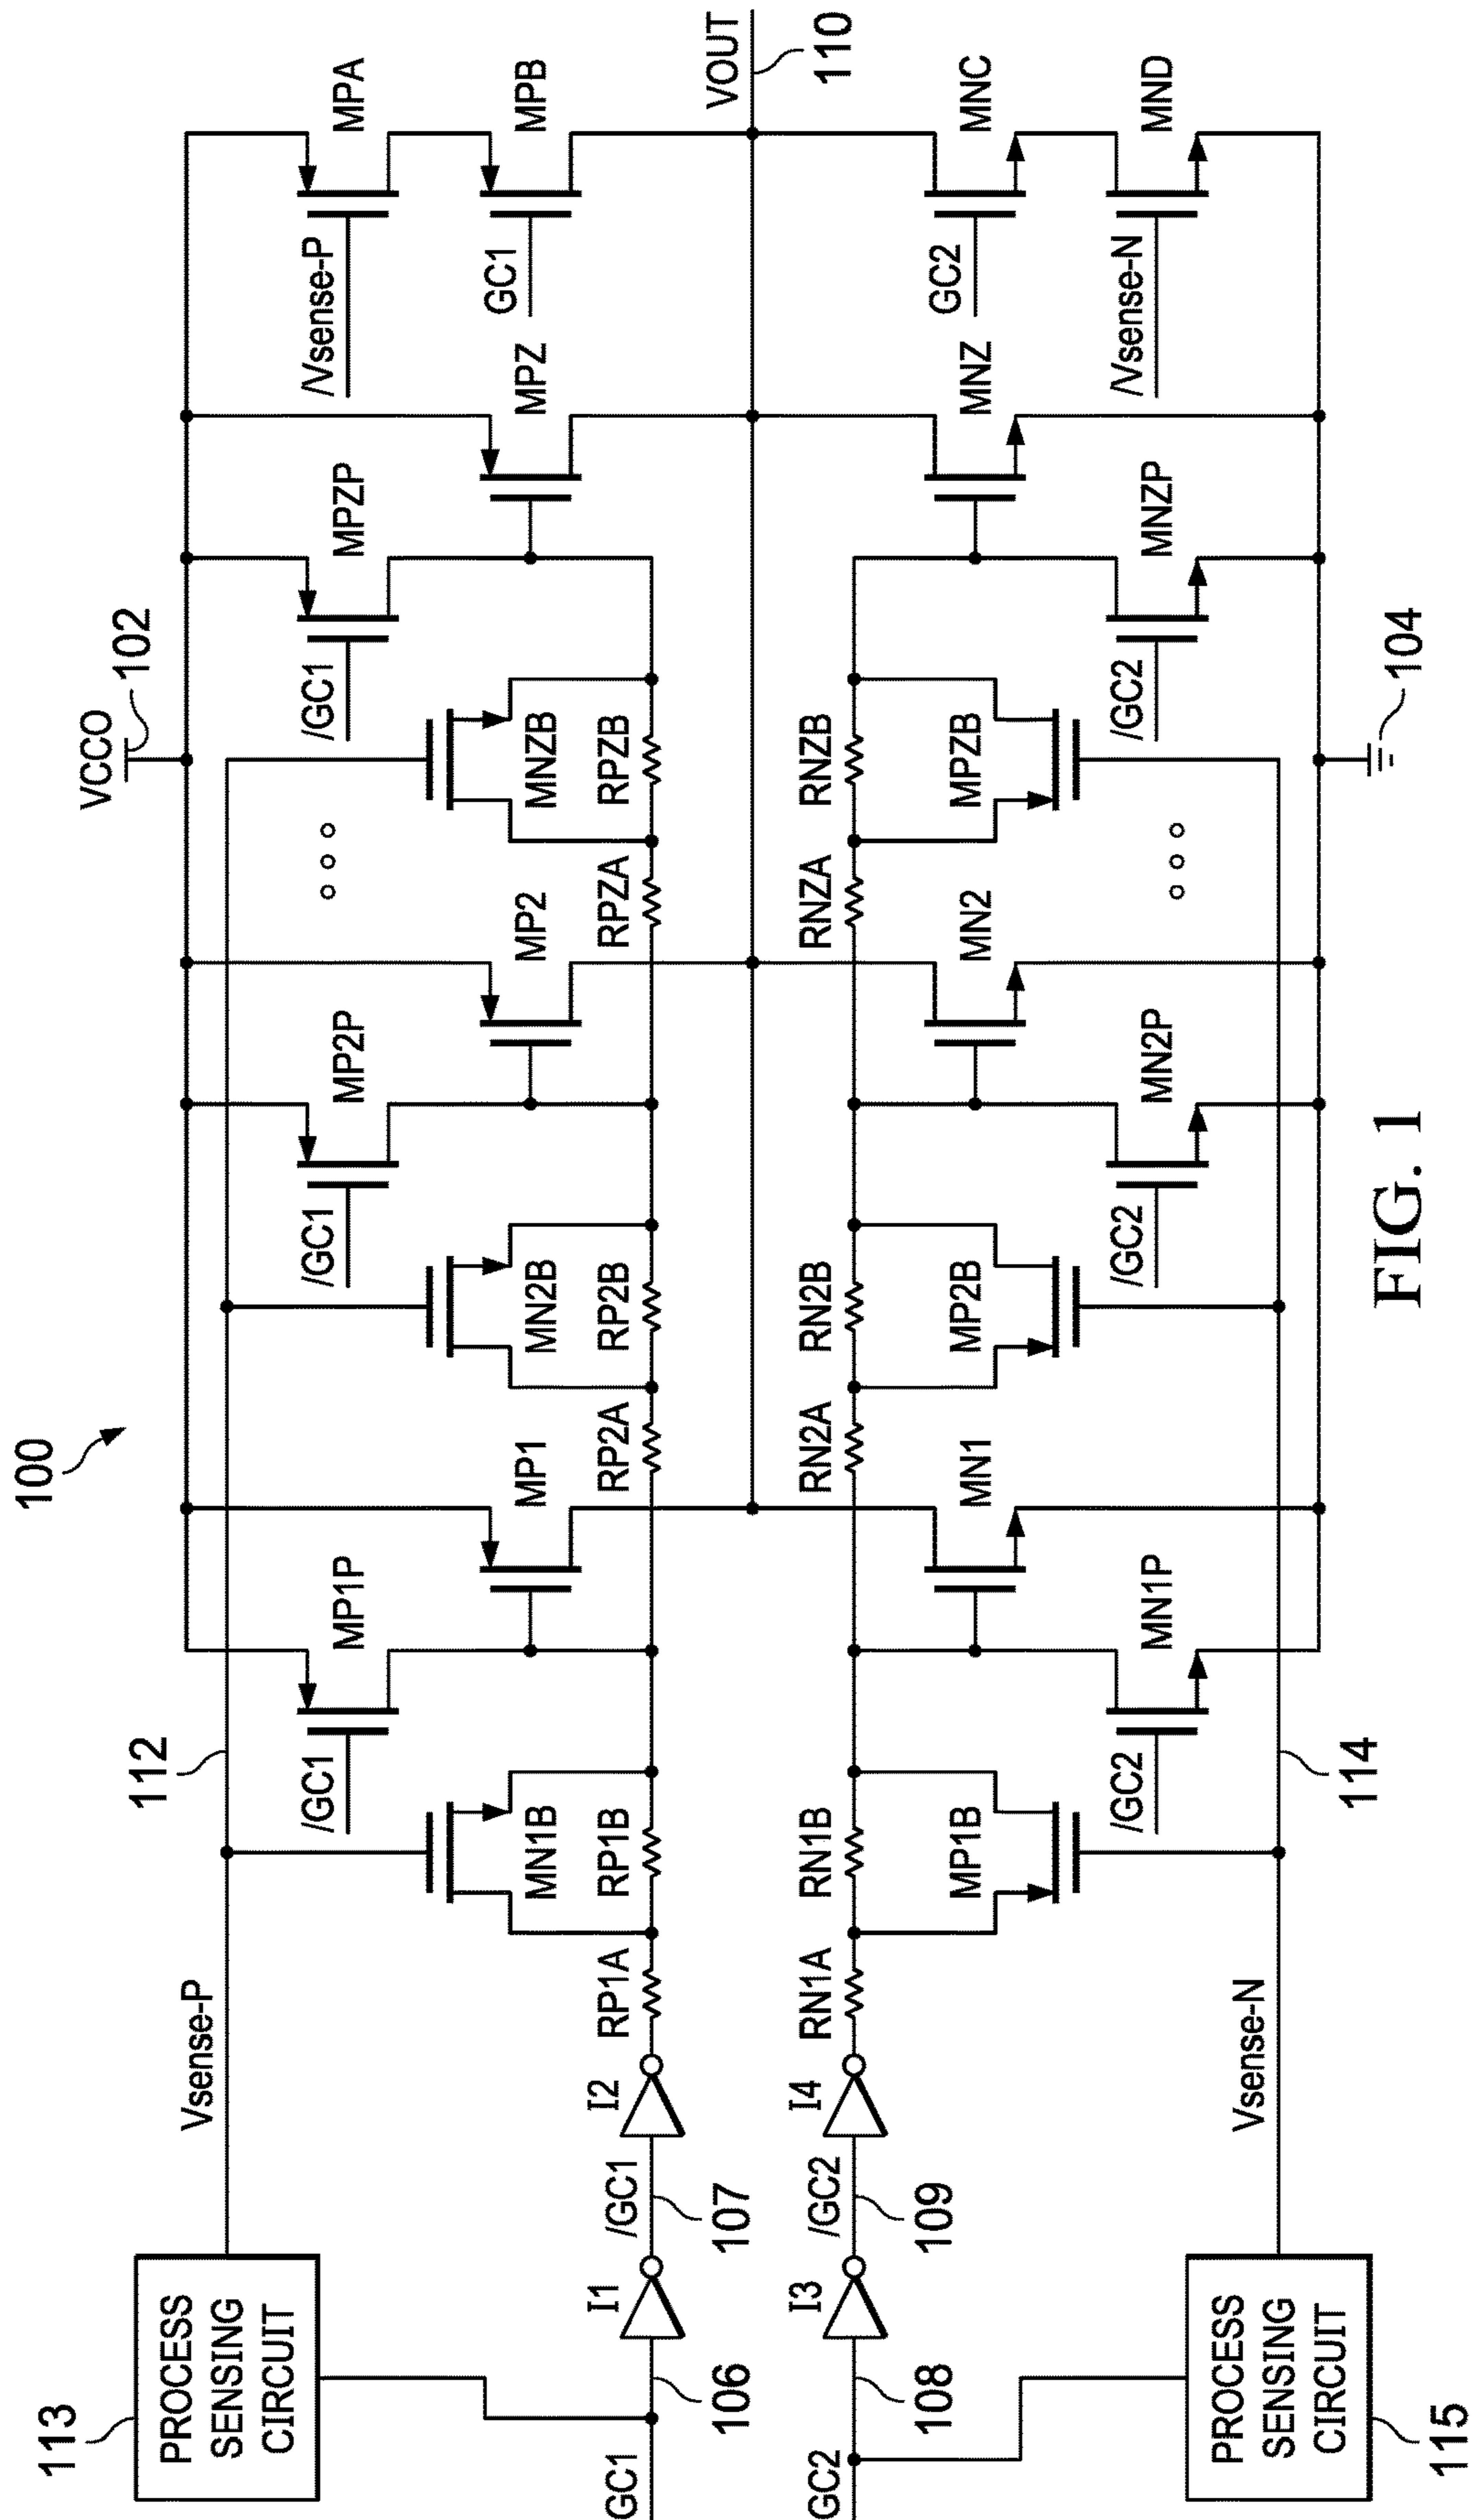 100
VCCO
102
113
PROCESS
SENSING
CIRCUIT
Vsense-P
112
/GC1
MP1P
/GC1
MP2P
/GC1
MPZP
/Vsense-P
MPA
MN1B
MP1
MN2B
MP2
MNZB
MPZ
GC1
MPB
GC1
106
I1
/GC1
107
I2
RP1A
RP1B
RP2A
RP2B
RPZA
RPZB
VOUT
110
GC2
108
I3
/GC2
109
I4
RN1A
RN1B
RN2A
RN2B
RNZA
RNZB
MP1B
MN1
MP2B
MN2
MPZB
MNZ
GC2
MNC
/GC2
MN1P
/GC2
MN2P
/GC2
MNZP
/Vsense-N
MND
PROCESS
SENSING
CIRCUIT
115
Vsense-N
114
104
FIG. 1